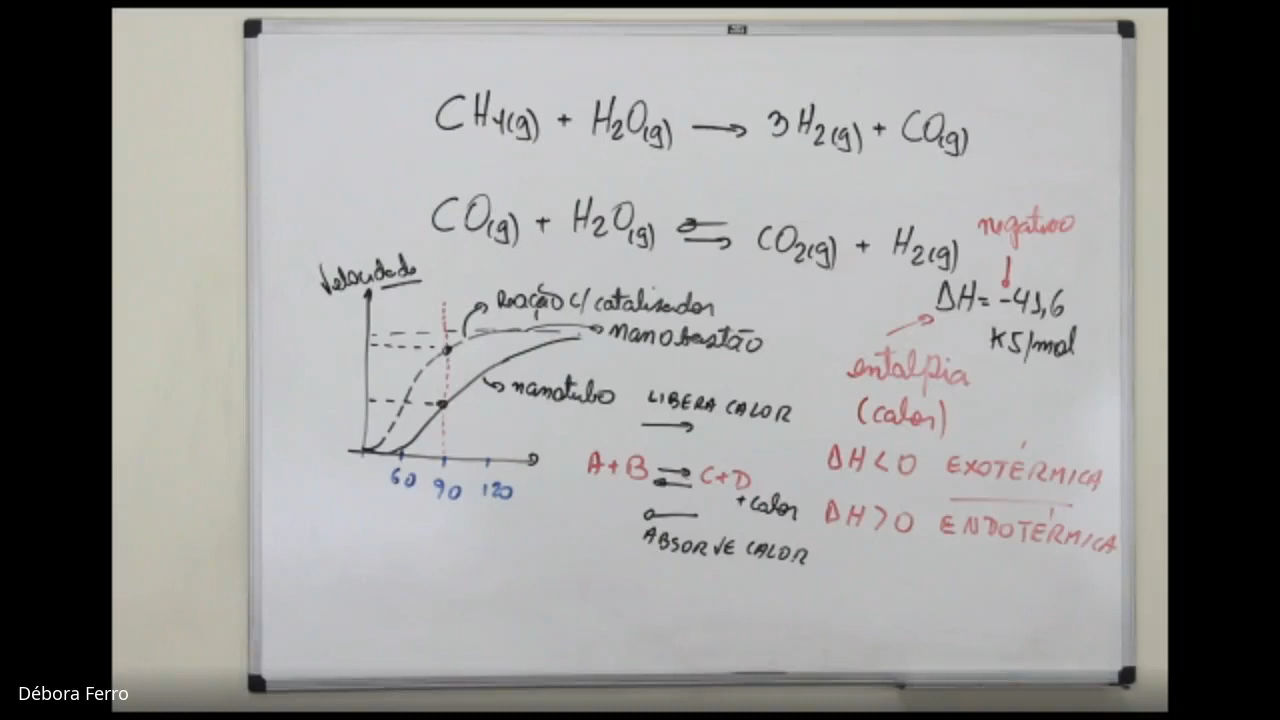 CH4(g) + H2O(g) → 3H2(g) + CO(g)
CO(g) + H2O(g) ⇌ CO2(g) + H2(g)
negativo
ΔH = -41,6
KJ/mol
Velocidade
Reação c/ catalisador
nanobastão
nanotubo
60 90 120
LIBERA CALOR
→
A + B ⇌ C + D
+ calor
←
ABSORVE CALOR
entalpia
(calor)
ΔH < 0 EXOTÉRMICA
ΔH > 0 ENDOTÉRMICA
Débora Ferro